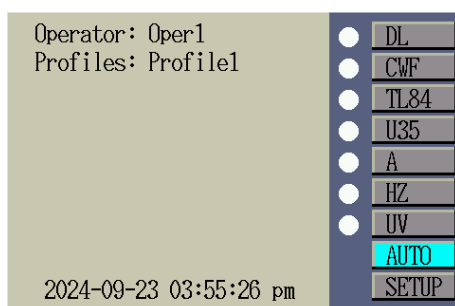 Operator: Oper1
Profiles: Profile1
DL
CWF
TL84
U35
A
HZ
UV
AUTO
SETUP
2024-09-23 03:55:26 pm